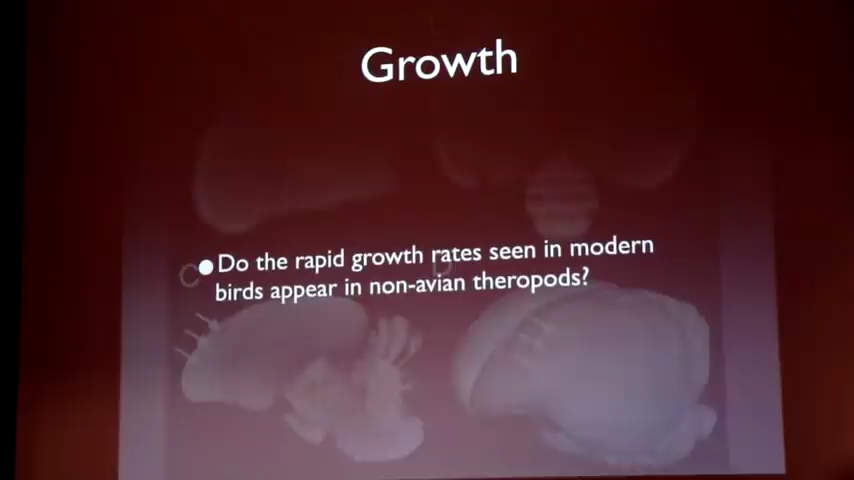 Growth
C
D
• Do the rapid growth rates seen in modern
birds appear in non-avian theropods?